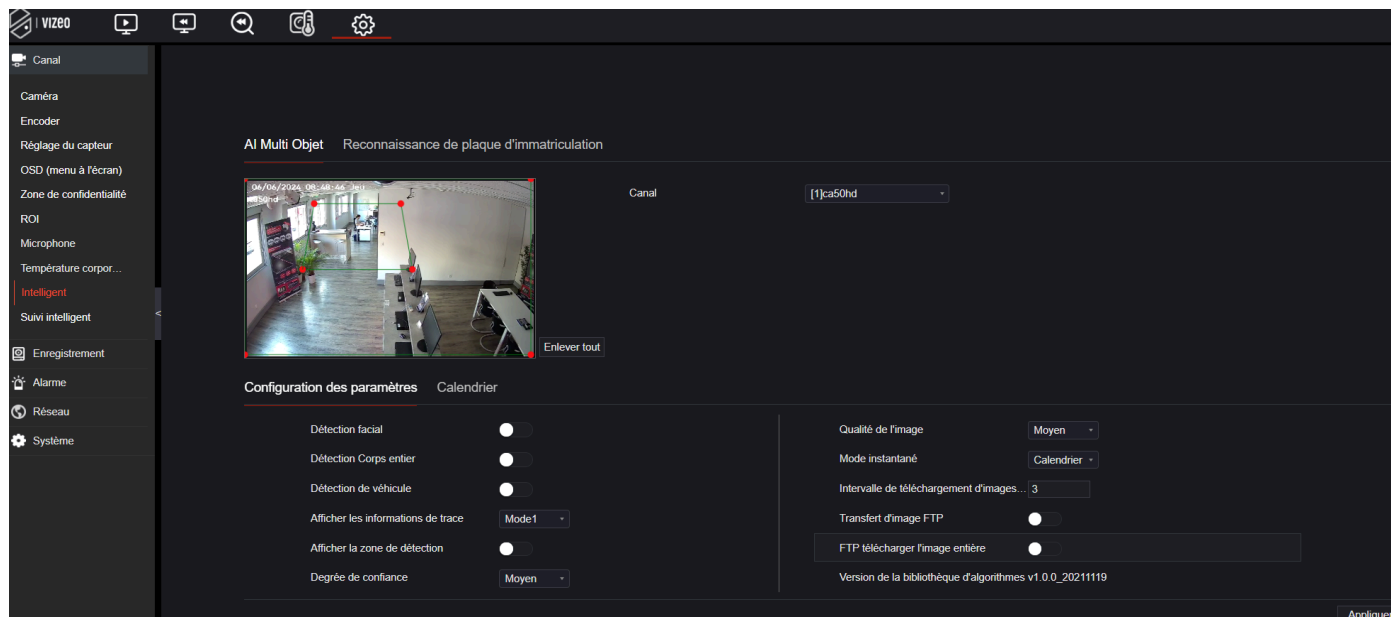 VIZEO
Canal
Caméra
Encoder
Réglage du capteur
OSD (menu à l'écran)
Zone de confidentialité
ROI
Microphone
Température corpor...
Intelligent
Suivi intelligent
Enregistrement
Alarme
Réseau
Système
<
AI Multi Objet Reconnaissance de plaque d'immatriculation
06/06/2024 08:48:46 Jeu
ca50hd
Canal [1]ca50hd
Enlever tout
Configuration des paramètres Calendrier
Détection facial
Détection Corps entier
Détection de véhicule
Afficher les informations de trace Mode1
Afficher la zone de détection
Degrée de confiance Moyen
Qualité de l'image Moyen
Mode instantané Calendrier
Intervalle de téléchargement d'images... 3
Transfert d'image FTP
FTP télécharger l'image entière
Version de la bibliothèque d'algorithmes v1.0.0_20211119
Appliquer